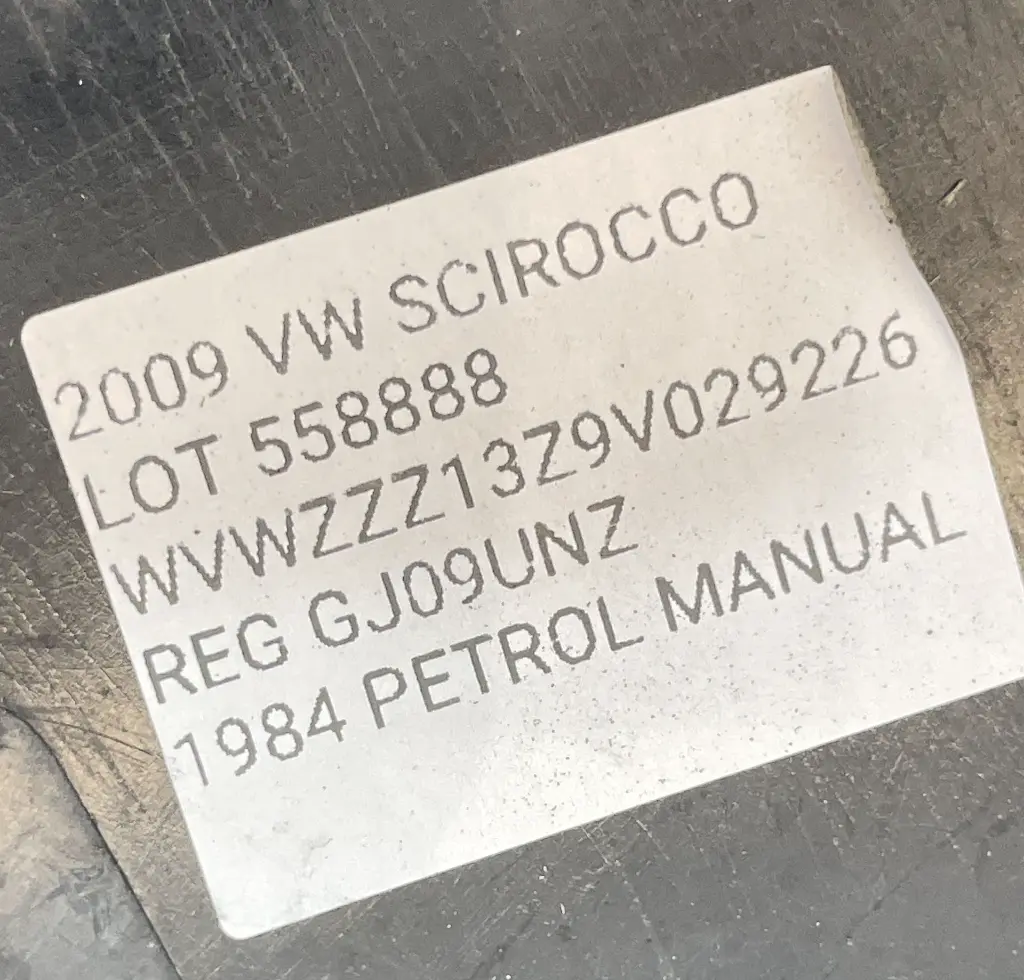 2009 VW SCIROCCO
LOT 558888
WVWZZZ13Z9V029226
REG GJ09UNZ
1984 PETROL MANUAL